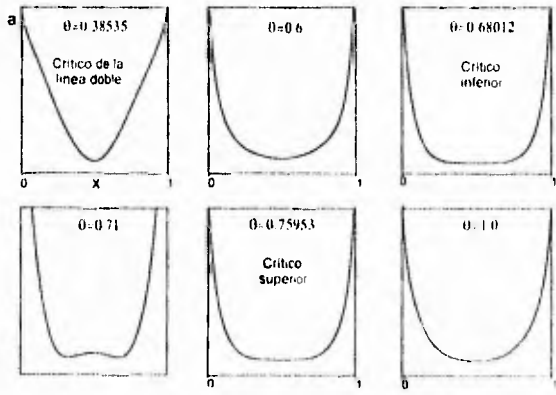 a
θ=0.38535
Crítico de la
línea doble
0 X 1
θ=0.6
0 1
θ=0.68012
Crítico
inferior
0 1
θ=0.71
θ=0.75953
Crítico
superior
0 1
θ=1.0
0 1